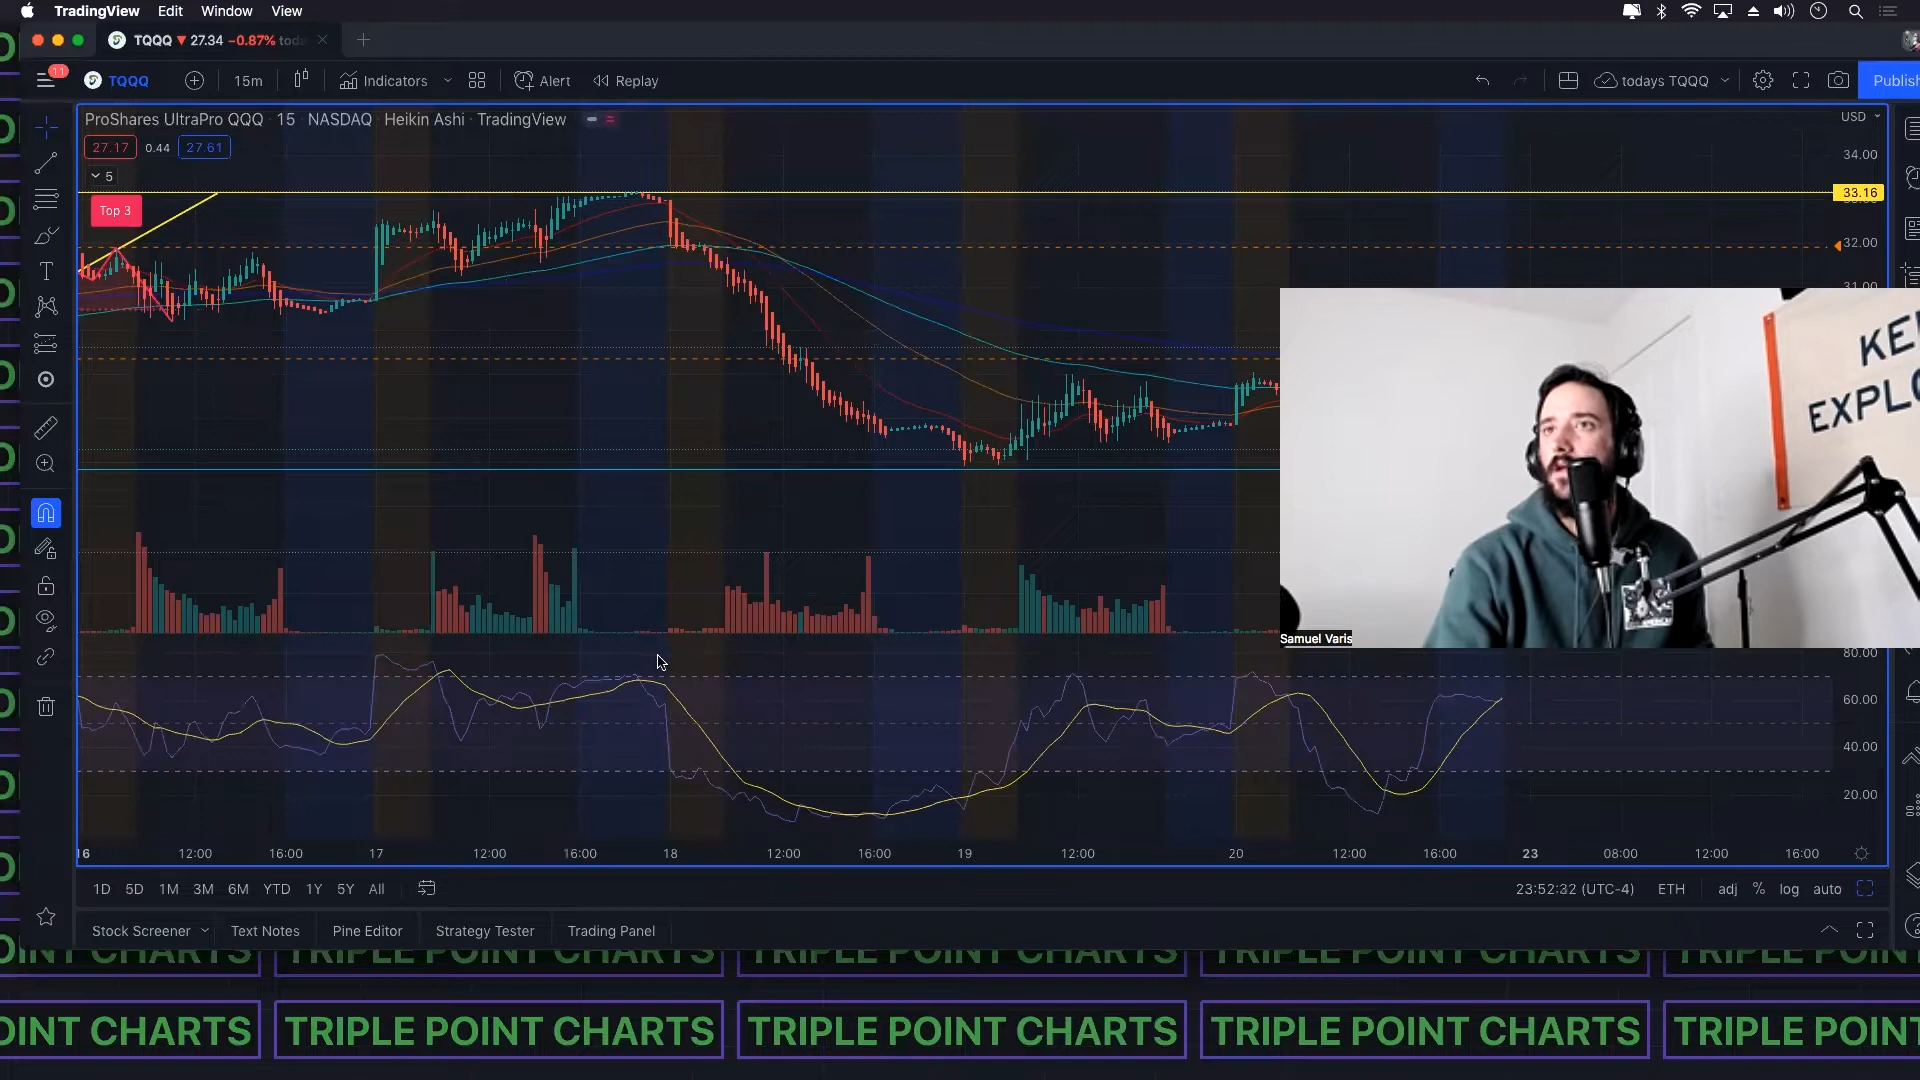 TradingView Edit Window View
TQQQ 27.34 −0.87% toda
11
TQQQ 15m Indicators Alert Replay todays TQQQ Publish
ProShares UltraPro QQQ · 15 · NASDAQ · Heikin Ashi · TradingView
USD
27.17 0.44 27.61
34.00
5
33.16
Top 3
32.00
31.00
KE
EXPLO
Samuel Varis
80.00
60.00
40.00
20.00
16 12:00 16:00 17 12:00 16:00 18 12:00 16:00 19 12:00 20 12:00 16:00 23 08:00 12:00 16:00
1D 5D 1M 3M 6M YTD 1Y 5Y All 23:52:32 (UTC-4) ETH adj % log auto
Stock Screener Text Notes Pine Editor Strategy Tester Trading Panel
OINT CHARTS TRIPLE POINT CHARTS TRIPLE POINT CHARTS TRIPLE POINT CHARTS TRIPLE POIN
OINT CHARTS TRIPLE POINT CHARTS TRIPLE POINT CHARTS TRIPLE POINT CHARTS TRIPLE POIN